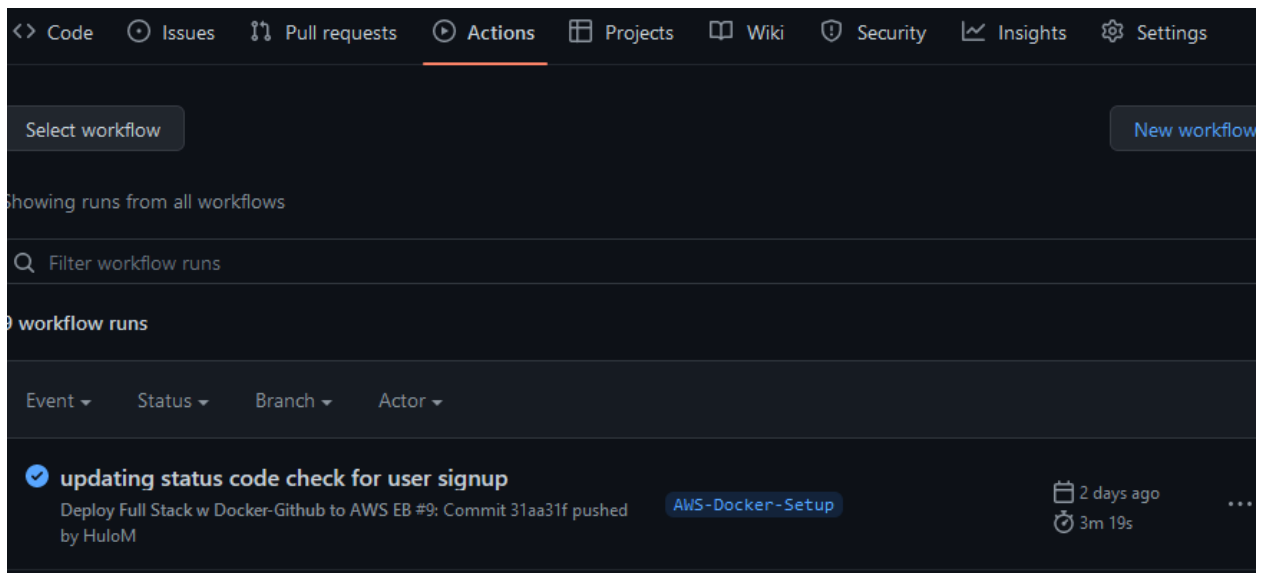 <> Code Issues Pull requests Actions Projects Wiki Security Insights Settings
Select workflow New workflow
Showing runs from all workflows
Filter workflow runs
9 workflow runs
Event Status Branch Actor
updating status code check for user signup
Deploy Full Stack w Docker-Github to AWS EB #9: Commit 31aa31f pushed
by HuloM
AWS-Docker-Setup
2 days ago
3m 19s
...